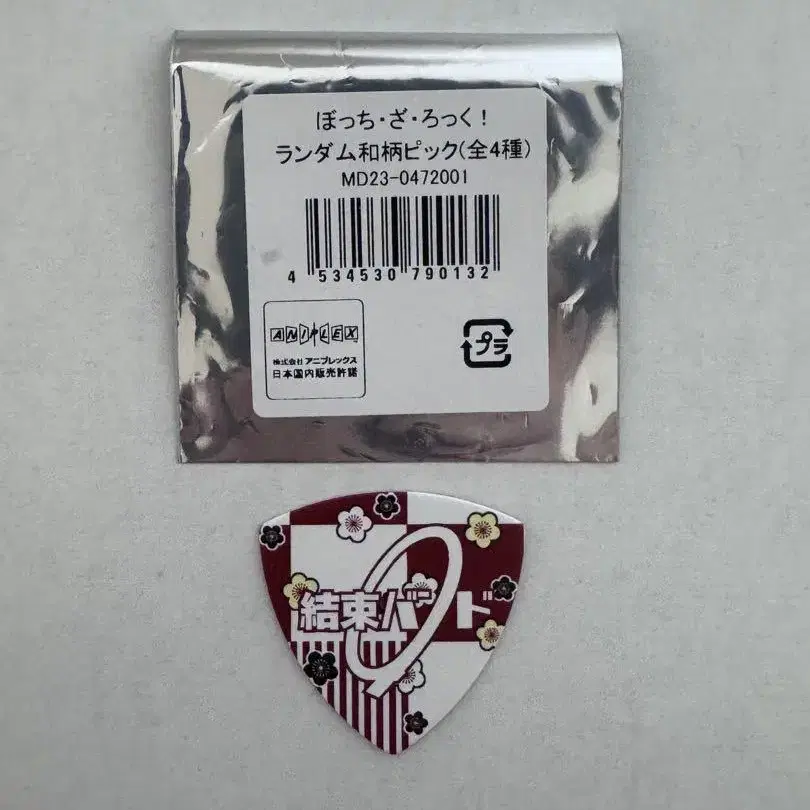 ぼっち・ざ・ろっく！
ランダム和柄ピック(全4種)
MD23-0472001
4 534530 790132
ANIPLEX
株式会社 アニプレックス
日本国内販売許諾
プラ
結束バンド